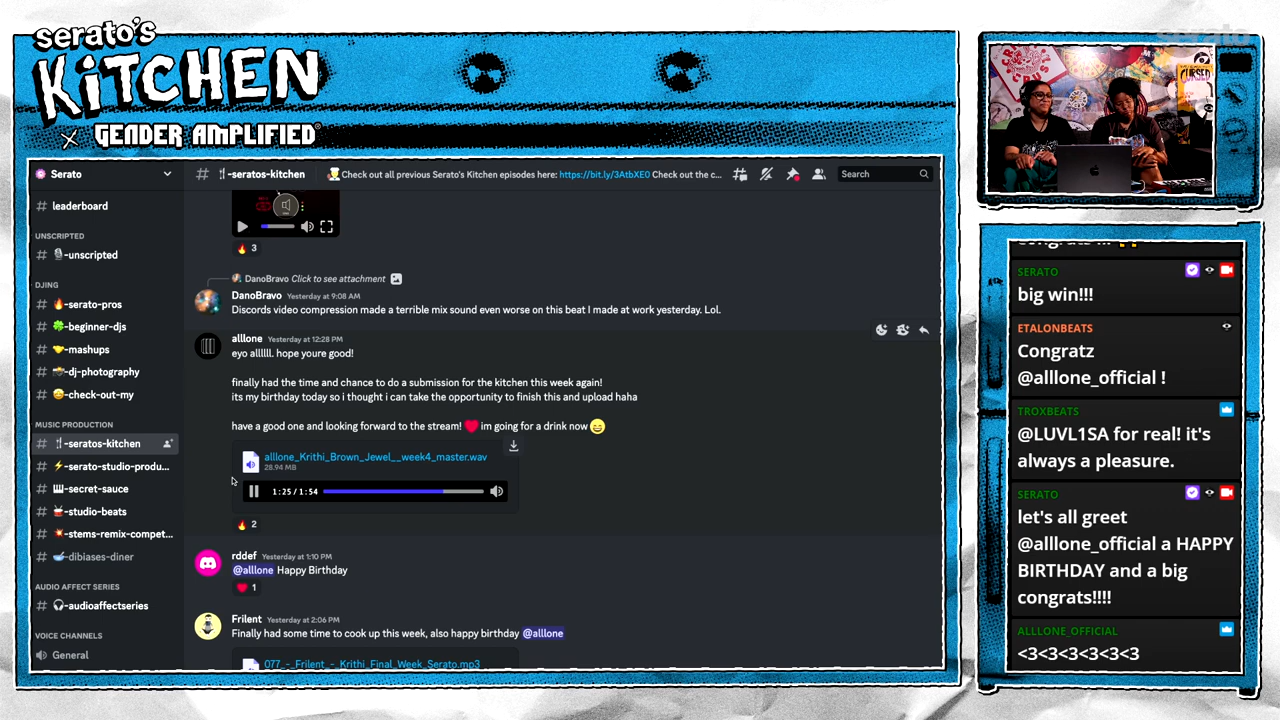 serato's
KiTCHEN
X GENDER AMPLIFIED
serato
CURSED
Serato
leaderboard
UNSCRIPTED
-unscripted
DJING
-serato-pros
-beginner-djs
-mashups
-dj-photography
-check-out-my
MUSIC PRODUCTION
-seratos-kitchen
-serato-studio-produ...
-secret-sauce
-studio-beats
-stems-remix-compet...
-dibiases-diner
AUDIO AFFECT SERIES
-audioaffectseries
VOICE CHANNELS
General
-seratos-kitchen
Check out all previous Serato's Kitchen episodes here: https://bit.ly/3AtbXE0 Check out the c...
Search
3
DanoBravo Click to see attachment
DanoBravo Yesterday at 9:08 AM
Discords video compression made a terrible mix sound even worse on this beat I made at work yesterday. Lol.
alllone Yesterday at 12:28 PM
eyo allllll. hope youre good!
finally had the time and chance to do a submission for the kitchen this week again!
its my birthday today so i thought i can take the opportunity to finish this and upload haha
have a good one and looking forward to the stream! ❤️ im going for a drink now 😄
alllone_Krithi_Brown_Jewel__week4_master.wav
28.94 MB
1:25 / 1:54
2
rddef Yesterday at 1:10 PM
@alllone Happy Birthday
1
Frilent Yesterday at 2:06 PM
Finally had some time to cook up this week, also happy birthday @alllone
077_-_Frilent_-_Krithi_Final_Week_Serato.mp3
SERATO
big win!!!
ETALONBEATS
Congratz
@alllone_official !
TROXBEATS
@LUVL1SA for real! it's
always a pleasure.
SERATO
let's all greet
@alllone_official a HAPPY
BIRTHDAY and a big
congrats!!!!
ALLLONE_OFFICIAL
<3<3<3<3<3<3